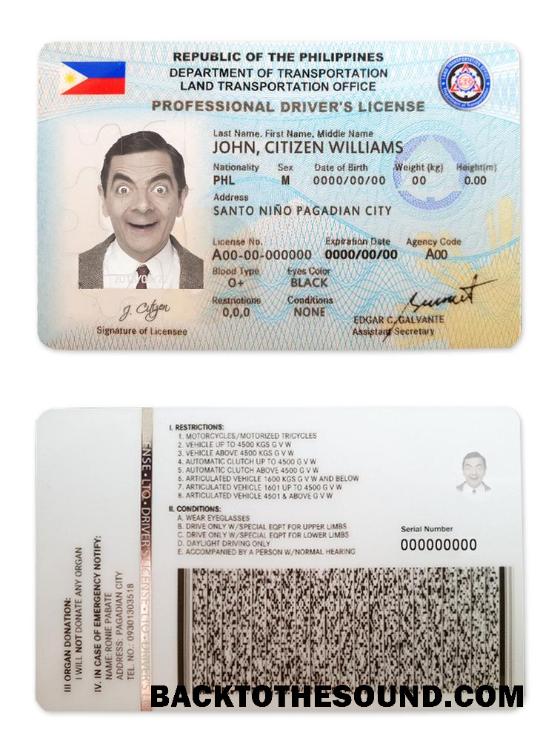 REPUBLIC OF THE PHILIPPINES
DEPARTMENT OF TRANSPORTATION
LAND TRANSPORTATION OFFICE
PROFESSIONAL DRIVER'S LICENSE
Last Name. First Name, Middle Name
JOHN, CITIZEN WILLIAMS
Nationality Sex Date of Birth Weight (kg) Height(m)
PHL M 0000/00/00 00 0.00
Address
SANTO NIÑO PAGADIAN CITY
License No. Expiration Date Agency Code
A00-00-000000 0000/00/00 A00
Blood Type Eyes Color
O+ BLACK
Restrictions Conditions
0,0,0 NONE
J. Citizen
Signature of Licensee
EDGAR C. GALVANTE
Assistant Secretary
I. RESTRICTIONS:
1. MOTORCYCLES/MOTORIZED TRICYCLES
2. VEHICLE UP TO 4500 KGS G V W
3. VEHICLE ABOVE 4500 KGS G V W
4. AUTOMATIC CLUTCH UP TO 4500 G V W
5. AUTOMATIC CLUTCH ABOVE 4500 G V W
6. ARTICULATED VEHICLE 1600 KGS G V W AND BELOW
7. ARTICULATED VEHICLE 1601 UP TO 4500 G V W
8. ARTICULATED VEHICLE 4501 & ABOVE G V W
II. CONDITIONS:
A. WEAR EYEGLASSES
B. DRIVE ONLY W/SPECIAL EQPT FOR UPPER LIMBS
C. DRIVE ONLY W/SPECIAL EQPT FOR LOWER LIMBS
D. DAYLIGHT DRIVING ONLY
E. ACCOMPANIED BY A PERSON W/NORMAL HEARING
Serial Number
000000000
III ORGAN DONATION:
I WILL NOT DONATE ANY ORGAN
IV. IN CASE OF EMERGENCY NOTIFY:
NAME: RONIE PABATE
ADDRESS: PAGADIAN CITY
TEL. NO.: 09301303518
ENSE • LTO • DRIVER'S LICENSE • LTO • DRIVER'S
BACKTOTHESOUND.COM